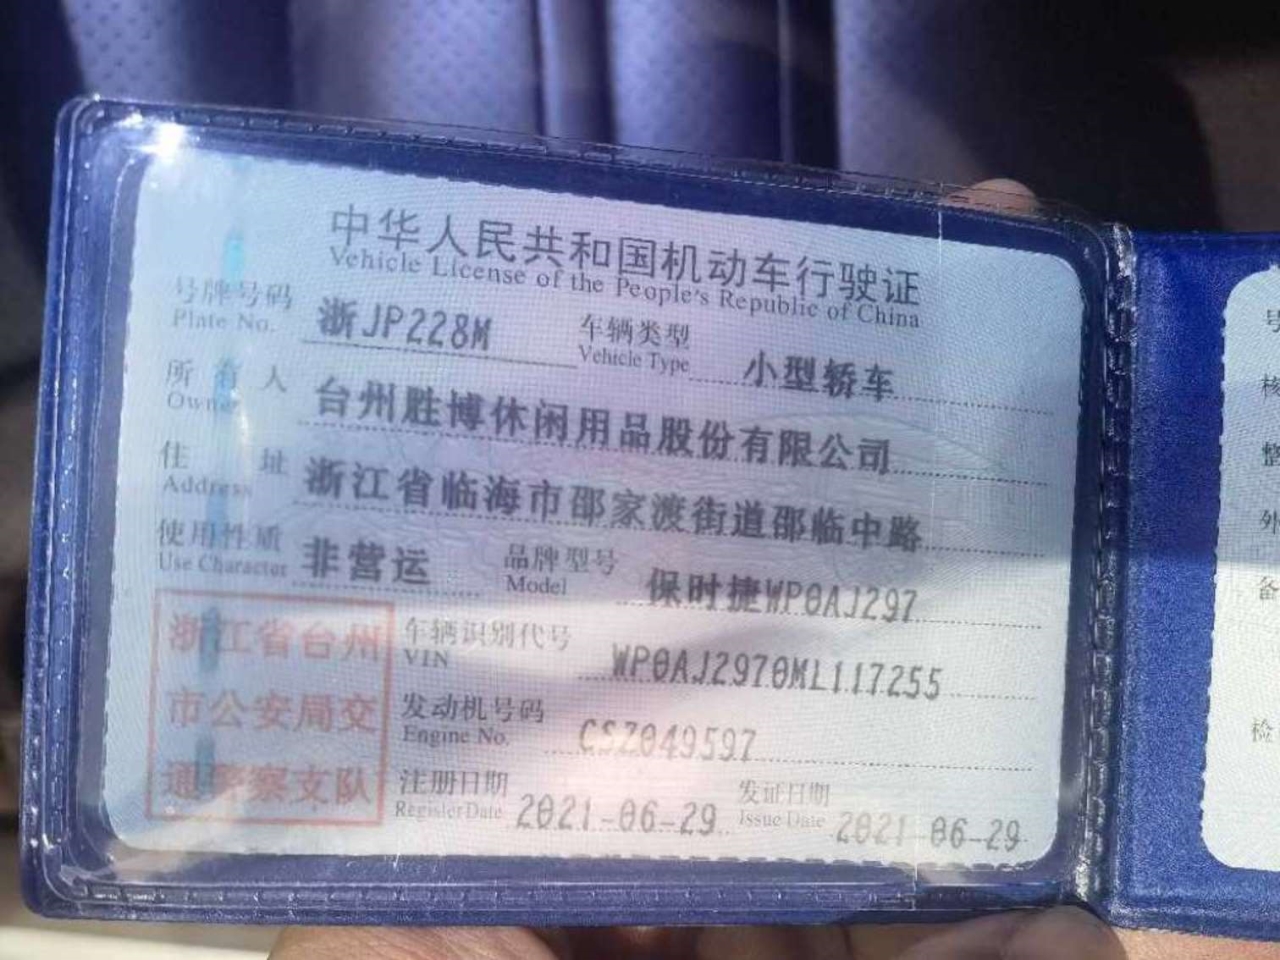 中华人民共和国机动车行驶证
Vehicle License of the People's Republic of China
号牌号码 浙JP228M 车辆类型 小型轿车
Plate No. Vehicle Type
所有人 台州胜博休闲用品股份有限公司
Owner
住址 浙江省临海市邵家渡街道邵临中路
Address
使用性质 非营运 品牌型号 保时捷WP0AJ297
Use Character Model
浙江省台州
市公安局交
通警察支队
车辆识别代号 WP0AJ2970ML117255
VIN
发动机号码 CSZ049597
Engine No.
注册日期 2021-06-29 发证日期 2021-06-29
Register Date Issue Date
号
核
整
外
备
检